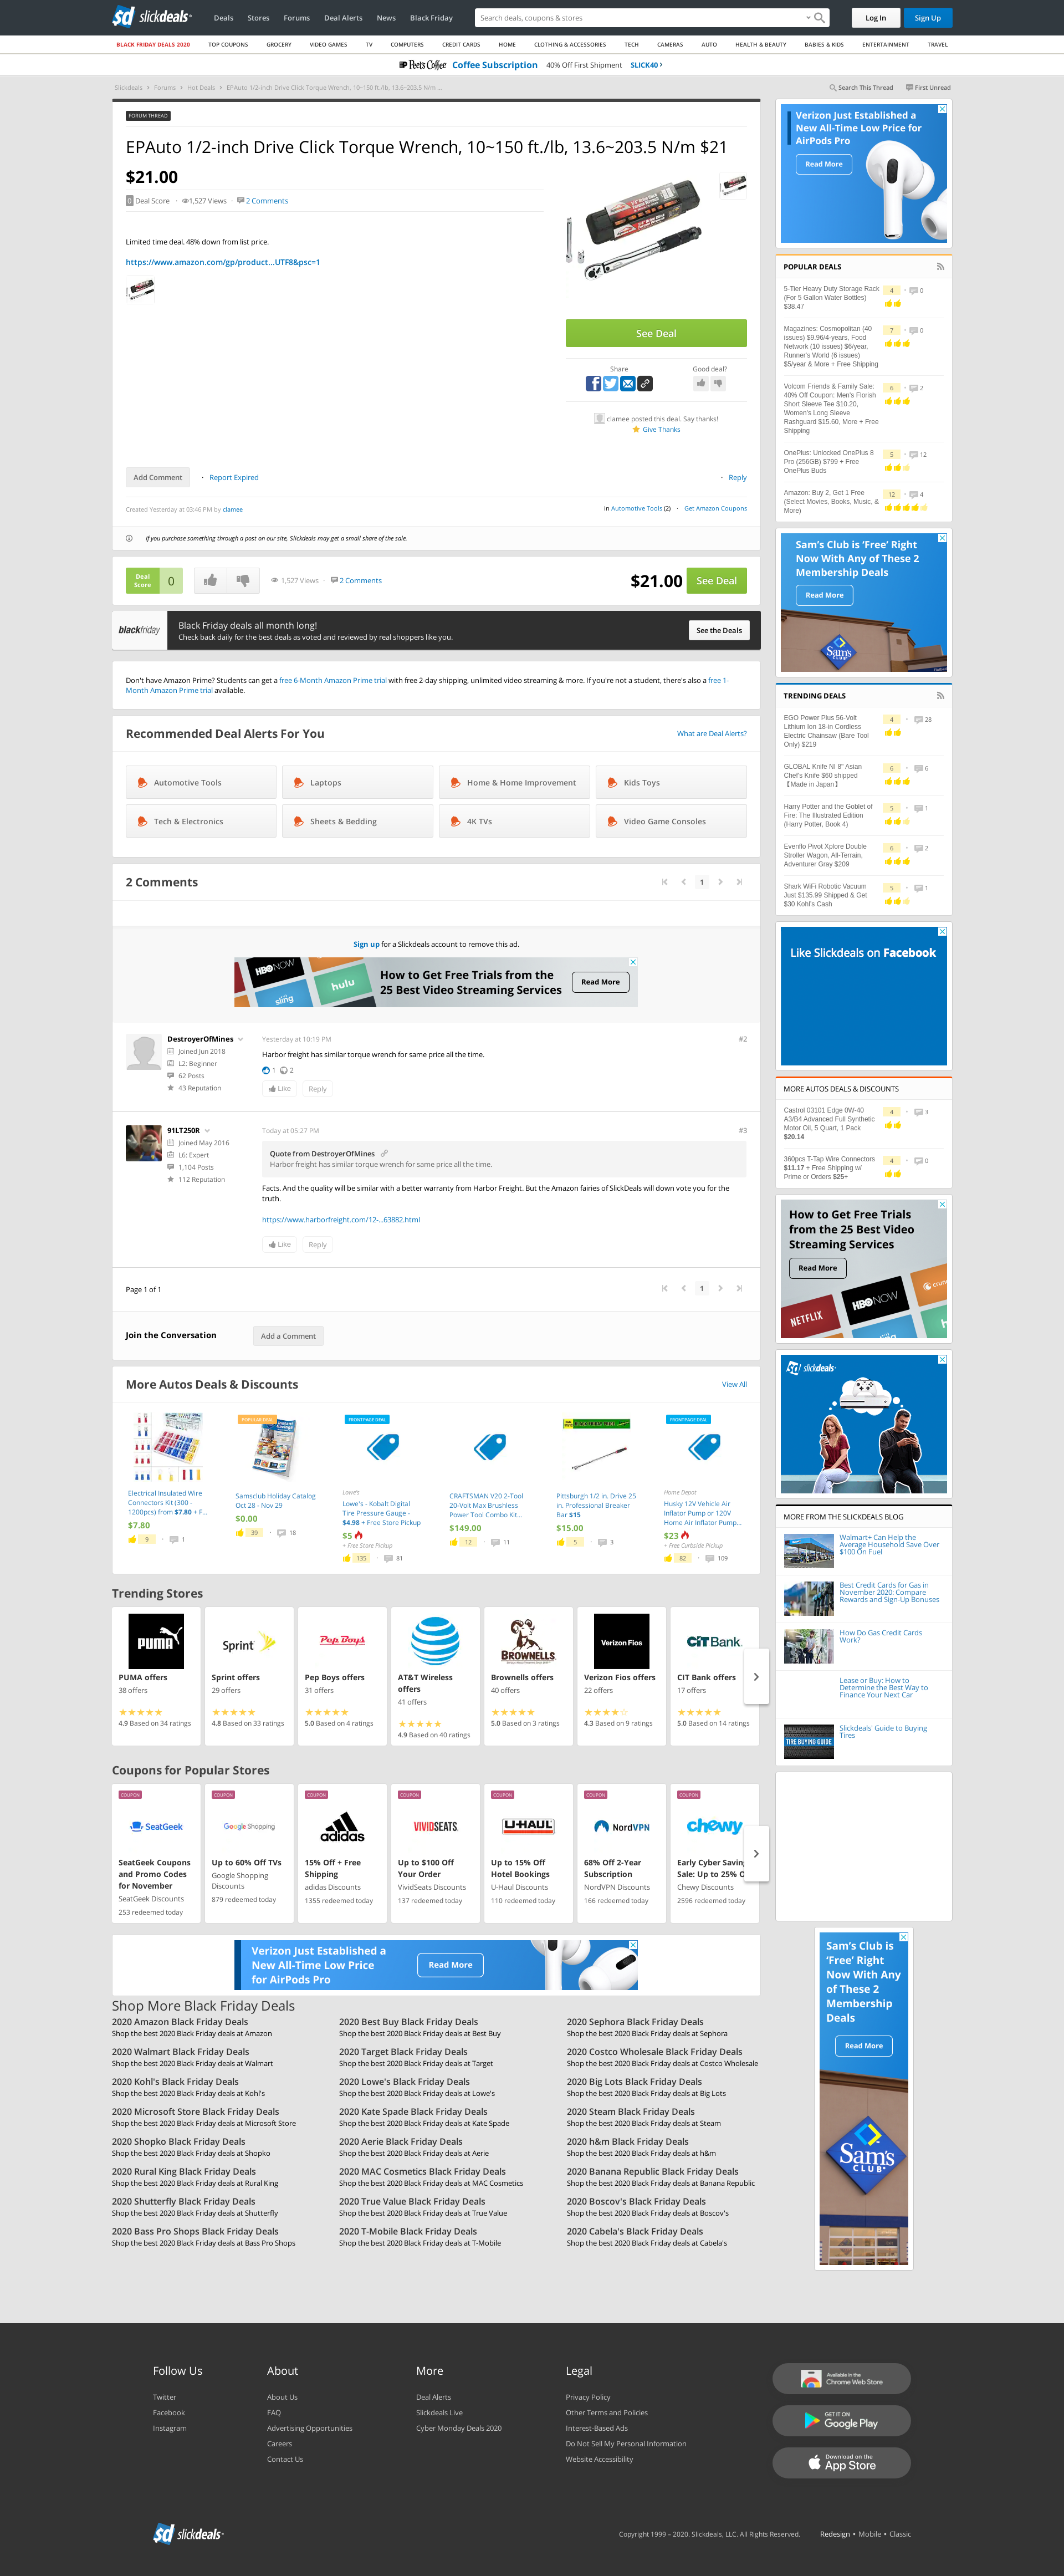 slickdeals
Deals
Stores
Forums
Deal Alerts
News
Black Friday
Search deals, coupons & stores
Log In
Sign Up
BLACK FRIDAY DEALS 2020
TOP COUPONS
GROCERY
VIDEO GAMES
TV
COMPUTERS
CREDIT CARDS
HOME
CLOTHING & ACCESSORIES
TECH
CAMERAS
AUTO
HEALTH & BEAUTY
BABIES & KIDS
ENTERTAINMENT
TRAVEL
Peet's Coffee
Coffee Subscription 40% Off First Shipment SLICK40
Slickdeals
Forums
Hot Deals
EPAuto 1/2-inch Drive Click Torque Wrench, 10~150 ft./lb, 13.6~203.5 N/m ...
Search This Thread
First Unread
FORUM THREAD
EPAuto 1/2-inch Drive Click Torque Wrench, 10~150 ft./lb, 13.6~203.5 N/m $21
$21.00
0 Deal Score
1,527 Views
2 Comments
Limited time deal. 48% down from list price.
https://www.amazon.com/gp/product...UTF8&psc=1
See Deal
Share
Good deal?
clamee posted this deal. Say thanks!
Give Thanks
Add Comment
Report Expired
Reply
Created Yesterday at 03:46 PM by clamee
in Automotive Tools (2)
Get Amazon Coupons
If you purchase something through a post on our site, Slickdeals may get a small share of the sale.
Deal Score
0
1,527 Views
2 Comments
$21.00
See Deal
blackfriday
Black Friday deals all month long!
Check back daily for the best deals as voted and reviewed by real shoppers like you.
See the Deals
Don't have Amazon Prime? Students can get a free 6-Month Amazon Prime trial with free 2-day shipping, unlimited video streaming & more. If you're not a student, there's also a free 1-
Month Amazon Prime trial available.
Recommended Deal Alerts For You
What are Deal Alerts?
Automotive Tools
Laptops
Home & Home Improvement
Kids Toys
Tech & Electronics
Sheets & Bedding
4K TVs
Video Game Consoles
2 Comments
1
Sign up for a Slickdeals account to remove this ad.
HBO NOW
sling
hulu
How to Get Free Trials from the
25 Best Video Streaming Services
Read More
DestroyerOfMines
Joined Jun 2018
L2: Beginner
62 Posts
43 Reputation
Yesterday at 10:19 PM
#2
Harbor freight has similar torque wrench for same price all the time.
1
2
Like
Reply
91LT250R
Joined May 2016
L6: Expert
1,104 Posts
112 Reputation
Today at 05:27 PM
#3
Quote from DestroyerOfMines
Harbor freight has similar torque wrench for same price all the time.
Facts. And the quality will be similar with a better warranty from Harbor Freight. But the Amazon fairies of SlickDeals will down vote you for the
truth.
https://www.harborfreight.com/12-...63882.html
Like
Reply
Page 1 of 1
1
Join the Conversation
Add a Comment
More Autos Deals & Discounts
View All
Electrical Insulated Wire
Connectors Kit (300 -
1200pcs) from $7.80 + F...
$7.80
9
1
POPULAR DEAL
Samsclub Holiday Catalog
Oct 28 - Nov 29
$0.00
39
18
FRONTPAGE DEAL
Lowe's
Lowe's - Kobalt Digital
Tire Pressure Gauge -
$4.98 + Free Store Pickup
$5
+ Free Store Pickup
135
81
CRAFTSMAN V20 2-Tool
20-Volt Max Brushless
Power Tool Combo Kit...
$149.00
12
11
Pittsburgh 1/2 in. Drive 25
in. Professional Breaker
Bar $15
$15.00
5
3
FRONTPAGE DEAL
Home Depot
Husky 12V Vehicle Air
Inflator Pump or 120V
Home Air Inflator Pump...
$23
+ Free Curbside Pickup
82
109
Trending Stores
PUMA
PUMA offers
38 offers
4.9 Based on 34 ratings
Sprint
Sprint offers
29 offers
4.8 Based on 33 ratings
Pep Boys
Pep Boys offers
31 offers
5.0 Based on 4 ratings
AT&T Wireless
offers
41 offers
4.9 Based on 40 ratings
BROWNELLS
Brownells offers
40 offers
5.0 Based on 3 ratings
Verizon Fios
Verizon Fios offers
22 offers
4.3 Based on 9 ratings
CIT Bank
CIT Bank offers
17 offers
5.0 Based on 14 ratings
Coupons for Popular Stores
COUPON
SeatGeek
SeatGeek Coupons
and Promo Codes
for November
SeatGeek Discounts
253 redeemed today
COUPON
Google Shopping
Up to 60% Off TVs
Google Shopping
Discounts
879 redeemed today
COUPON
adidas
15% Off + Free
Shipping
adidas Discounts
1355 redeemed today
COUPON
VIVIDSEATS
Up to $100 Off
Your Order
VividSeats Discounts
137 redeemed today
COUPON
U-HAUL
Up to 15% Off
Hotel Bookings
U-Haul Discounts
110 redeemed today
COUPON
NordVPN
68% Off 2-Year
Subscription
NordVPN Discounts
166 redeemed today
COUPON
chewy
Early Cyber Saving
Sale: Up to 25% O
Chewy Discounts
2596 redeemed today
Verizon Just Established a
New All-Time Low Price
for AirPods Pro
Read More
Shop More Black Friday Deals
2020 Amazon Black Friday Deals
Shop the best 2020 Black Friday deals at Amazon
2020 Best Buy Black Friday Deals
Shop the best 2020 Black Friday deals at Best Buy
2020 Sephora Black Friday Deals
Shop the best 2020 Black Friday deals at Sephora
2020 Walmart Black Friday Deals
Shop the best 2020 Black Friday deals at Walmart
2020 Target Black Friday Deals
Shop the best 2020 Black Friday deals at Target
2020 Costco Wholesale Black Friday Deals
Shop the best 2020 Black Friday deals at Costco Wholesale
2020 Kohl's Black Friday Deals
Shop the best 2020 Black Friday deals at Kohl's
2020 Lowe's Black Friday Deals
Shop the best 2020 Black Friday deals at Lowe's
2020 Big Lots Black Friday Deals
Shop the best 2020 Black Friday deals at Big Lots
2020 Microsoft Store Black Friday Deals
Shop the best 2020 Black Friday deals at Microsoft Store
2020 Kate Spade Black Friday Deals
Shop the best 2020 Black Friday deals at Kate Spade
2020 Steam Black Friday Deals
Shop the best 2020 Black Friday deals at Steam
2020 Shopko Black Friday Deals
Shop the best 2020 Black Friday deals at Shopko
2020 Aerie Black Friday Deals
Shop the best 2020 Black Friday deals at Aerie
2020 h&m Black Friday Deals
Shop the best 2020 Black Friday deals at h&m
2020 Rural King Black Friday Deals
Shop the best 2020 Black Friday deals at Rural King
2020 MAC Cosmetics Black Friday Deals
Shop the best 2020 Black Friday deals at MAC Cosmetics
2020 Banana Republic Black Friday Deals
Shop the best 2020 Black Friday deals at Banana Republic
2020 Shutterfly Black Friday Deals
Shop the best 2020 Black Friday deals at Shutterfly
2020 True Value Black Friday Deals
Shop the best 2020 Black Friday deals at True Value
2020 Boscov's Black Friday Deals
Shop the best 2020 Black Friday deals at Boscov's
2020 Bass Pro Shops Black Friday Deals
Shop the best 2020 Black Friday deals at Bass Pro Shops
2020 T-Mobile Black Friday Deals
Shop the best 2020 Black Friday deals at T-Mobile
2020 Cabela's Black Friday Deals
Shop the best 2020 Black Friday deals at Cabela's
Verizon Just Established a
New All-Time Low Price for
AirPods Pro
Read More
POPULAR DEALS
5-Tier Heavy Duty Storage Rack
(For 5 Gallon Water Bottles)
$38.47
4
0
Magazines: Cosmopolitan (40
issues) $9.96/4-years, Food
Network (10 issues) $6/year,
Runner's World (6 issues)
$5/year & More + Free Shipping
7
0
Volcom Friends & Family Sale:
40% Off Coupon: Men's Florish
Short Sleeve Tee $10.20,
Women's Long Sleeve
Rashguard $15.60, More + Free
Shipping
6
2
OnePlus: Unlocked OnePlus 8
Pro (256GB) $799 + Free
OnePlus Buds
5
12
Amazon: Buy 2, Get 1 Free
(Select Movies, Books, Music, &
More)
12
4
Sam's Club is 'Free' Right
Now With Any of These 2
Membership Deals
Read More
Sam's
CLUB
TRENDING DEALS
EGO Power Plus 56-Volt
Lithium Ion 18-in Cordless
Electric Chainsaw (Bare Tool
Only) $219
4
28
GLOBAL Knife NI 8" Asian
Chef's Knife $60 shipped
【Made in Japan】
6
6
Harry Potter and the Goblet of
Fire: The Illustrated Edition
(Harry Potter, Book 4)
5
1
Evenflo Pivot Xplore Double
Stroller Wagon, All-Terrain,
Adventurer Gray $209
6
2
Shark WiFi Robotic Vacuum
Just $135.99 Shipped & Get
$30 Kohl's Cash
5
1
Like Slickdeals on Facebook
MORE AUTOS DEALS & DISCOUNTS
Castrol 03101 Edge 0W-40
A3/B4 Advanced Full Synthetic
Motor Oil, 5 Quart, 1 Pack
$20.14
4
3
360pcs T-Tap Wire Connectors
$11.17 + Free Shipping w/
Prime or Orders $25+
4
0
How to Get Free Trials
from the 25 Best Video
Streaming Services
Read More
NETFLIX
HBO NOW
hulu
slickdeals
MORE FROM THE SLICKDEALS BLOG
Walmart+ Can Help the
Average Household Save Over
$100 On Fuel
Best Credit Cards for Gas in
November 2020: Compare
Rewards and Sign-Up Bonuses
How Do Gas Credit Cards
Work?
Lease or Buy: How to
Determine the Best Way to
Finance Your Next Car
TIRE BUYING GUIDE
Slickdeals' Guide to Buying
Tires
Sam's Club is
'Free' Right
Now With Any
of These 2
Membership
Deals
Read More
Sam's
CLUB
Follow Us
Twitter
Facebook
Instagram
About
About Us
FAQ
Advertising Opportunities
Careers
Contact Us
More
Deal Alerts
Slickdeals Live
Cyber Monday Deals 2020
Legal
Privacy Policy
Other Terms and Policies
Interest-Based Ads
Do Not Sell My Personal Information
Website Accessibility
Available in the
Chrome Web Store
GET IT ON
Google Play
Download on the
App Store
slickdeals
Copyright 1999 – 2020. Slickdeals, LLC. All Rights Reserved.
Redesign • Mobile • Classic